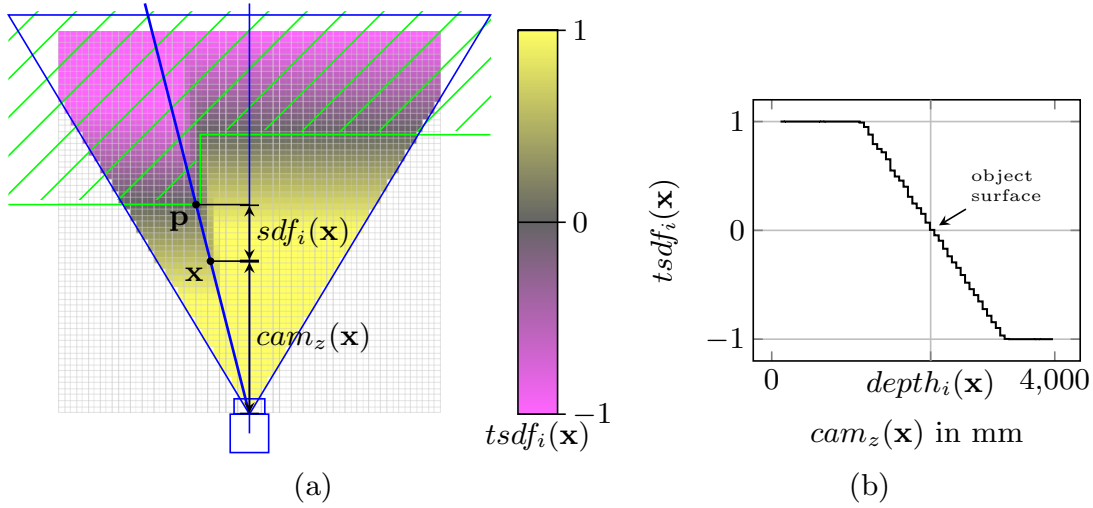 p
x
sdf_i(x)
cam_z(x)
1
0
−1
tsdf_i(x)
(a)
tsdf_i(x)
1
0
−1
object
surface
0
depth_i(x)
4,000
cam_z(x) in mm
(b)